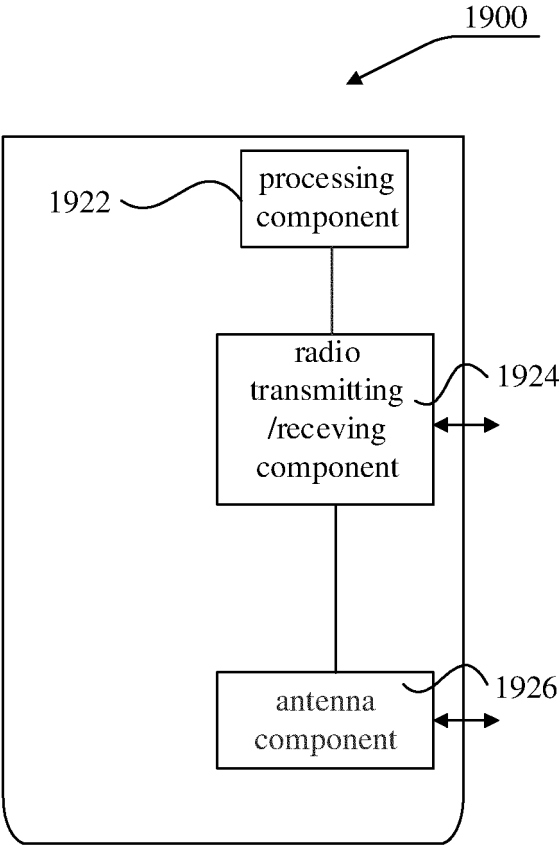 1900
processing
component
1922
radio
transmitting
/receving
component
1924
antenna
component
1926